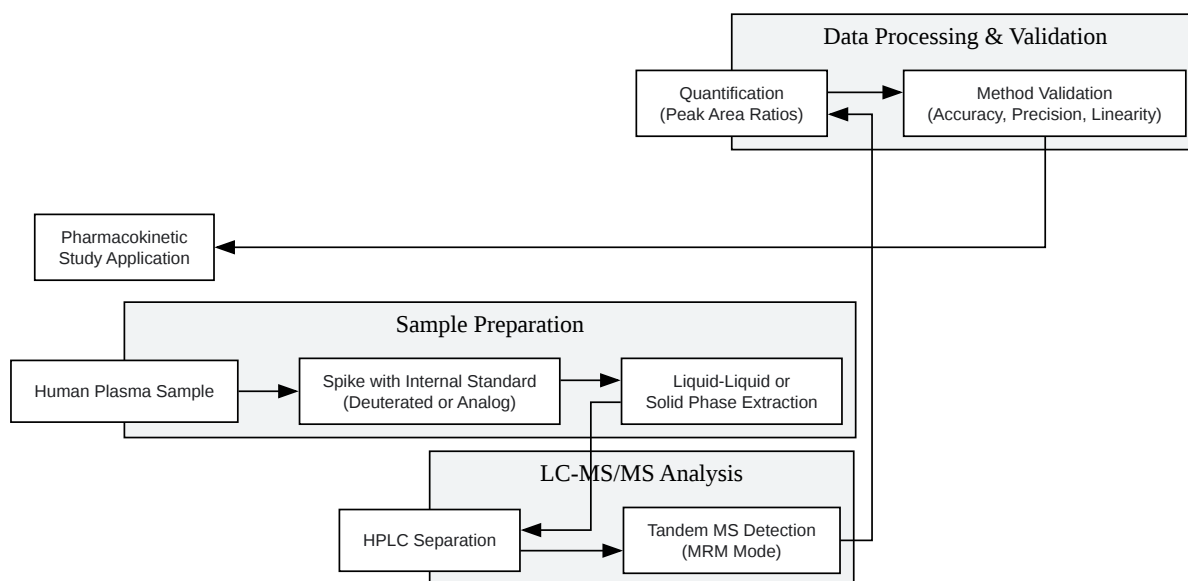 Data Processing & Validation
Quantification
(Peak Area Ratios)
Method Validation
(Accuracy, Precision, Linearity)
Pharmacokinetic
Study Application
Sample Preparation
Human Plasma Sample
Spike with Internal Standard
(Deuterated or Analog)
Liquid-Liquid or
Solid Phase Extraction
LC-MS/MS Analysis
HPLC Separation
Tandem MS Detection
(MRM Mode)